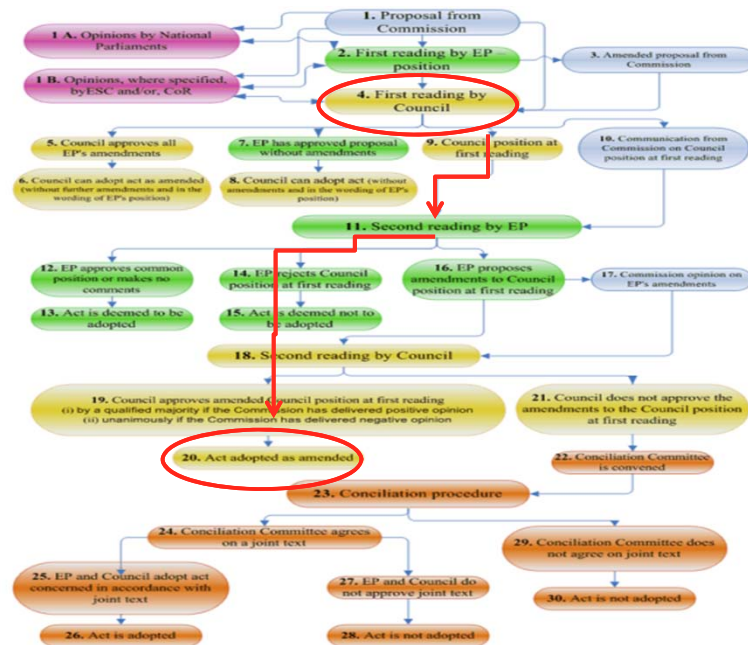 1. Proposal from
Commission
1 A. Opinions by National
Parliaments
2. First reading by EP
position
3. Amended proposal from
Commission
1 B. Opinions, where specified,
byESC and/or, CoR
4. First reading by
Council
5. Council approves all
EP's amendments
7. EP has approved proposal
without amendments
9. Council position at
first reading
10. Communication from
Commission on Council
position at first reading
6. Council can adopt act as amended
(without further amendments and in the
wording of EP's position)
8. Council can adopt act (without
amendments and in the wording of EP's
position)
11. Second reading by EP
12. EP approves common
position or makes no
comments
14. EP rejects Council
position at first reading
16. EP proposes
amendments to Council
position at first reading
17. Commission opinion on
EP's amendments
13. Act is deemed to be
adopted
15. Act is deemed not to
be adopted
18. Second reading by Council
19. Council approves amended Council position at first reading
(i) by a qualified majority if the Commission has delivered positive opinion
(ii) unanimously if the Commission has delivered negative opinion
21. Council does not approve the
amendments to the Council position
at first reading
20. Act adopted as amended
22. Conciliation Committee
is convened
23. Conciliation procedure
24. Conciliation Committee agrees
on a joint text
29. Conciliation Committee does
not agree on joint text
25. EP and Council adopt act
concerned in accordance with
joint text
27. EP and Council do
not approve joint text
30. Act is not adopted
26. Act is adopted
28. Act is not adopted